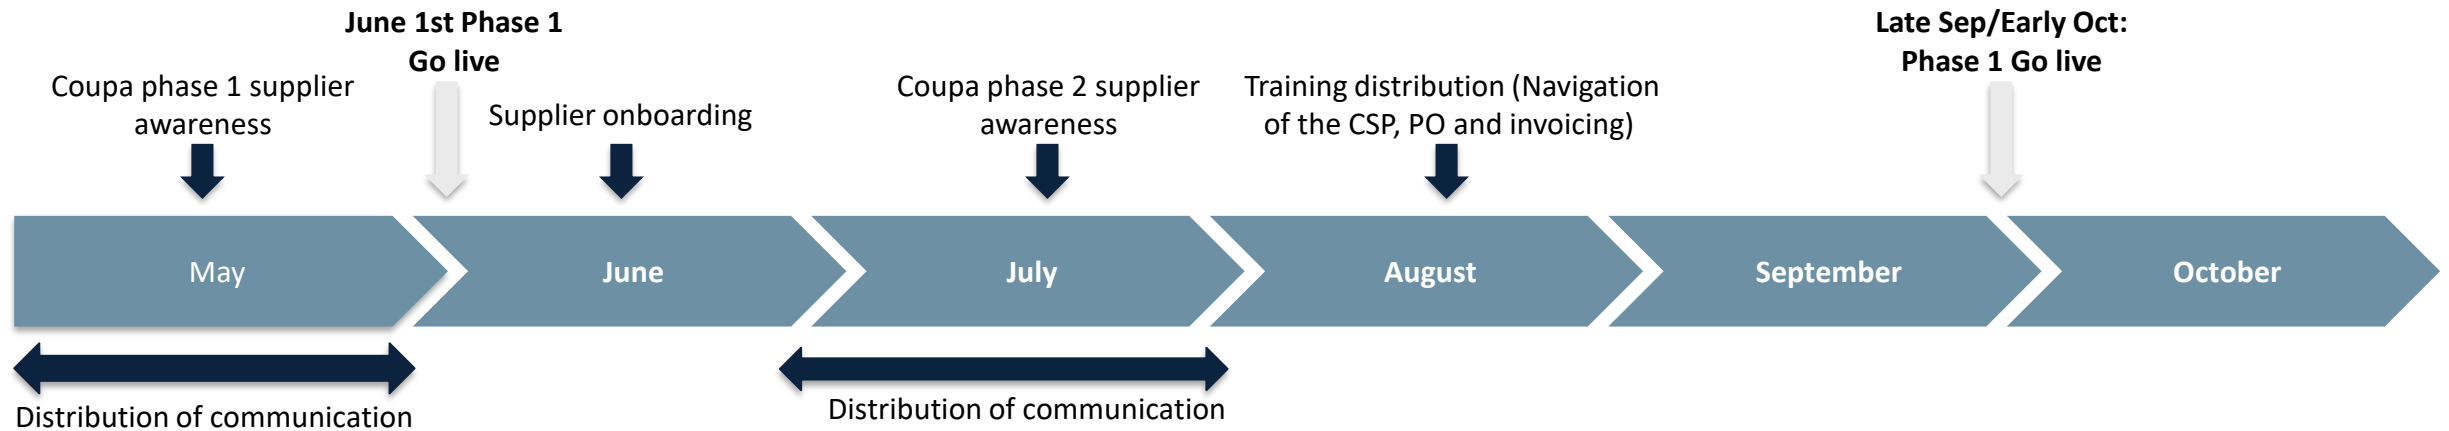 June 1st Phase 1
Go live
Late Sep/Early Oct:
Phase 1 Go live
Coupa phase 1 supplier
awareness
Supplier onboarding
Coupa phase 2 supplier
awareness
Training distribution (Navigation
of the CSP, PO and invoicing)
May
June
July
August
September
October
Distribution of communication
Distribution of communication